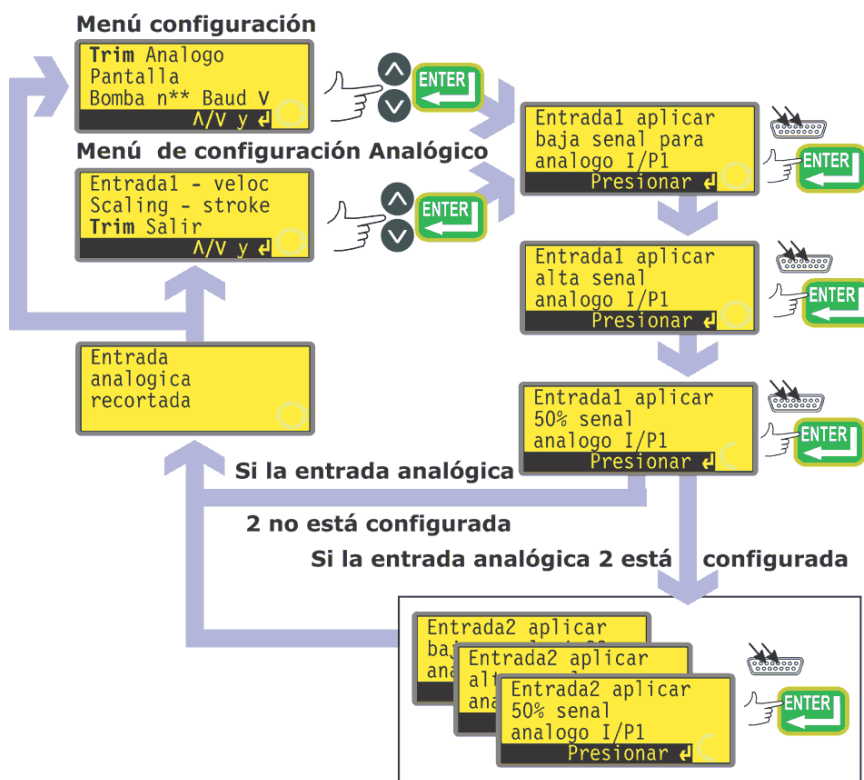 Menú configuración
Trim Analogo
Pantalla
Bomba n** Baud V
Λ/V y ↲
ENTER
Menú de configuración Analógico
Entrada1 - veloc
Scaling - stroke
Trim Salir
Λ/V y ↲
ENTER
Entrada1 aplicar
baja senal para
analogo I/P1
Presionar ↲
ENTER
Entrada1 aplicar
alta senal
analogo I/P1
Presionar ↲
ENTER
Entrada1 aplicar
50% senal
analogo I/P1
Presionar ↲
ENTER
Entrada
analogica
recortada
Si la entrada analógica
2 no está configurada
Si la entrada analógica 2 está configurada
Entrada2 aplicar
Entrada2 aplicar
Entrada2 aplicar
50% senal
analogo I/P1
Presionar ↲
ENTER